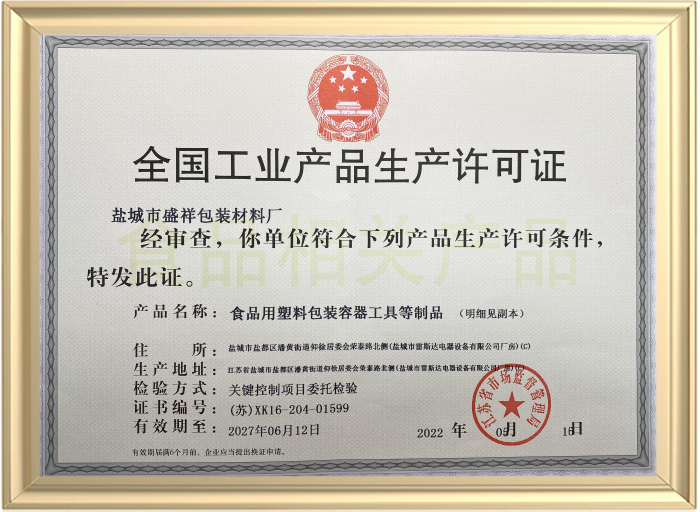 全国工业产品生产许可证
盐城市盛祥包装材料厂
食品相关产品
经审查，你单位符合下列产品生产许可条件，
特发此证。
产品名称： 食品用塑料包装容器工具等制品 （明细见副本）
住 所： 盐城市盐都区潘黄街道仰徐居委会荣泰路北侧(盐城市雷斯达电器设备有限公司厂房)(C)
生产地址： 江苏省盐城市盐都区潘黄街道仰徐居委会荣泰路北侧(盐城市雷斯达电器设备有限公司厂房)(C)
检验方式： 关键控制项目委托检验
证书编号： (苏)XK16-204-01599
有效期至： 2027年06月12日
江苏省市场监督管理局
2022 年 月 日
有效期届满6个月前，企业应当提出换证申请。